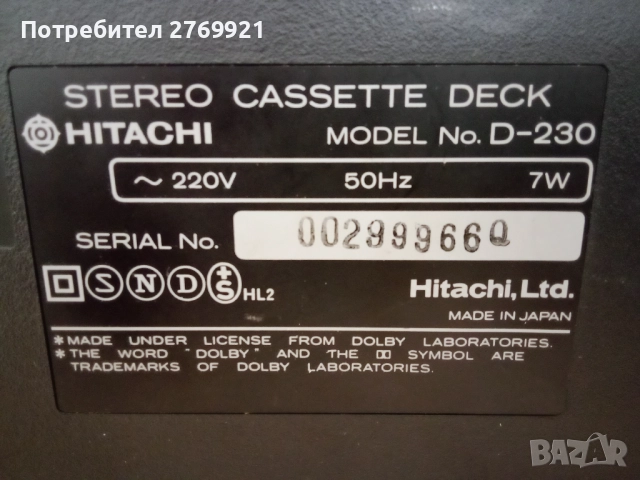 Потребител 2769921
STEREO CASSETTE DECK
HITACHI MODEL No. D-230
~ 220V 50Hz 7W
SERIAL No. 002999660
S N D +S HL2 Hitachi, Ltd.
MADE IN JAPAN
*MADE UNDER LICENSE FROM DOLBY LABORATORIES.
*THE WORD "DOLBY" AND THE DD SYMBOL ARE
TRADEMARKS OF DOLBY LABORATORIES.
BAZAR